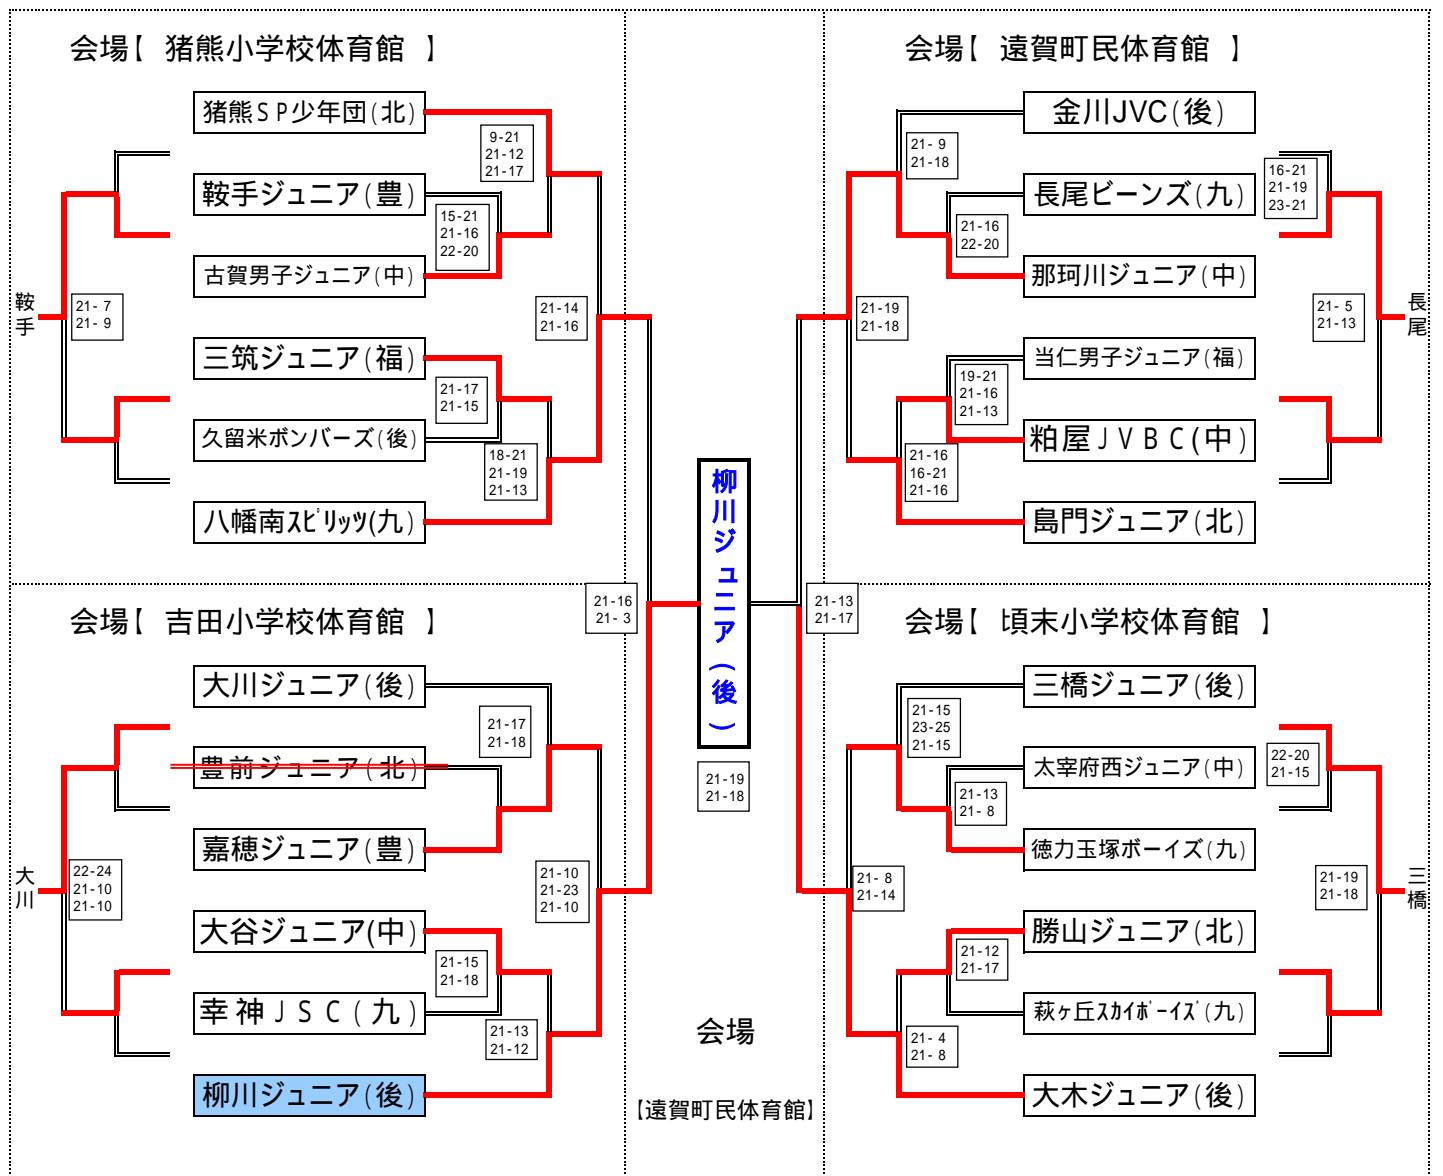 会場【 猪熊小学校体育館 】
猪熊SP少年団(北)
9-21
21-12
21-17
鞍手ジュニア(豊)
15-21
21-16
22-20
古賀男子ジュニア(中)
鞍手
21- 7
21- 9
21-14
21-16
三筑ジュニア(福)
21-17
21-15
久留米ボンバーズ(後)
18-21
21-19
21-13
八幡南スピリッツ(九)
会場【 遠賀町民体育館 】
金川JVC(後)
21- 9
21-18
長尾ビーンズ(九)
16-21
21-19
23-21
21-16
22-20
那珂川ジュニア(中)
21-19
21-18
21- 5
21-13
長尾
当仁男子ジュニア(福)
19-21
21-16
21-13
粕屋JVBC(中)
21-16
16-21
21-16
島門ジュニア(北)
柳川ジュニア(後)
21-16
21- 3
21-13
21-17
21-19
21-18
会場【 吉田小学校体育館 】
大川ジュニア(後)
21-17
21-18
豊前ジュニア(北)
嘉穂ジュニア(豊)
大川
22-24
21-10
21-10
21-10
21-23
21-10
大谷ジュニア(中)
21-15
21-18
幸神JSC(九)
21-13
21-12
柳川ジュニア(後)
会場
【遠賀町民体育館】
会場【 頃末小学校体育館 】
三橋ジュニア(後)
21-15
23-25
21-15
太宰府西ジュニア(中)
22-20
21-15
21-13
21- 8
徳力玉塚ボーイズ(九)
21- 8
21-14
21-19
21-18
三橋
勝山ジュニア(北)
21-12
21-17
萩ヶ丘スカイボーイズ(九)
21- 4
21- 8
大木ジュニア(後)